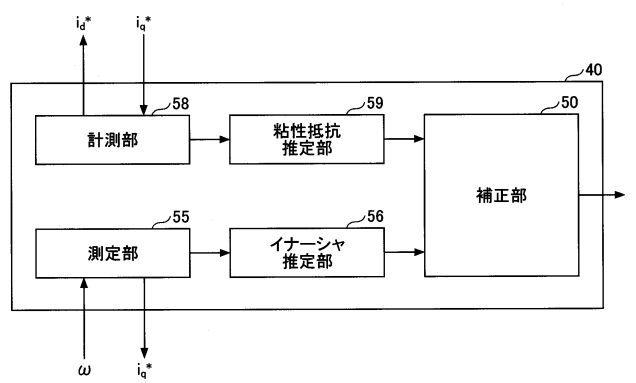 id*
iq*
40
58
59
50
計測部
粘性抵抗
推定部
補正部
55
56
測定部
イナーシャ
推定部
ω
iq*